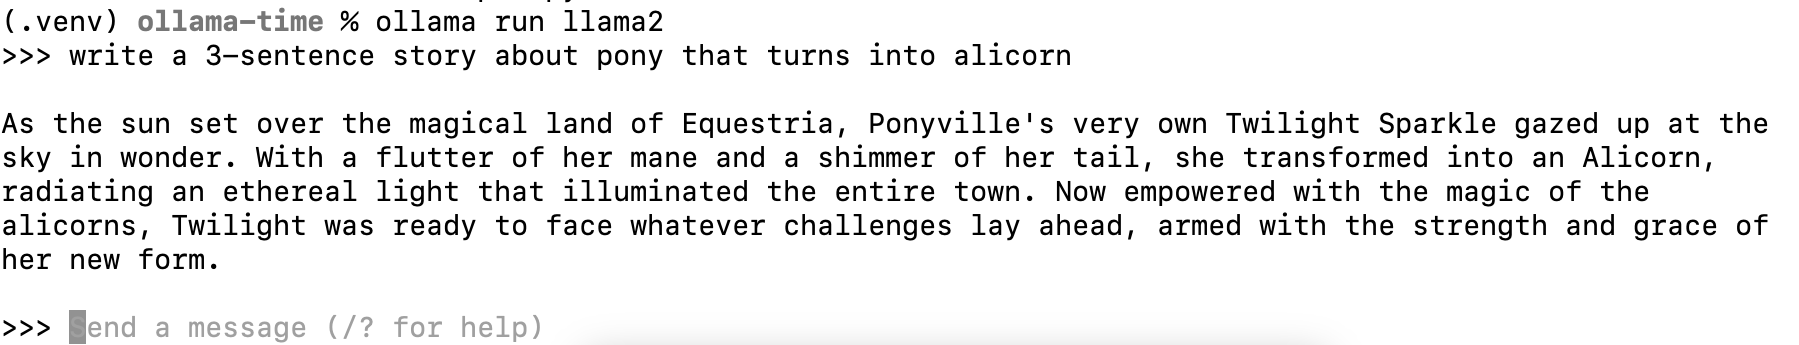 (.venv) ollama-time % ollama run llama2
>>> write a 3-sentence story about pony that turns into alicorn
As the sun set over the magical land of Equestria, Ponyville's very own Twilight Sparkle gazed up at the
sky in wonder. With a flutter of her mane and a shimmer of her tail, she transformed into an Alicorn,
radiating an ethereal light that illuminated the entire town. Now empowered with the magic of the
alicorns, Twilight was ready to face whatever challenges lay ahead, armed with the strength and grace of
her new form.
>>> Send a message (/? for help)